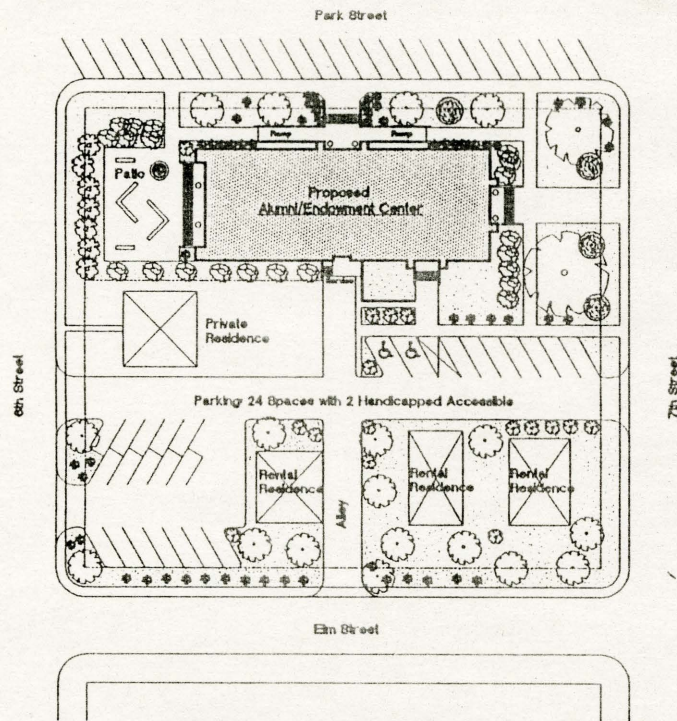 Park Street
Ramp
Ramp
Patio
Proposed
Alumni/Endowment Center
Private
Residence
6th Street
7th Street
Parking: 24 Spaces with 2 Handicapped Accessible
Rental
Residence
Rental
Residence
Rental
Residence
Alley
Elm Street